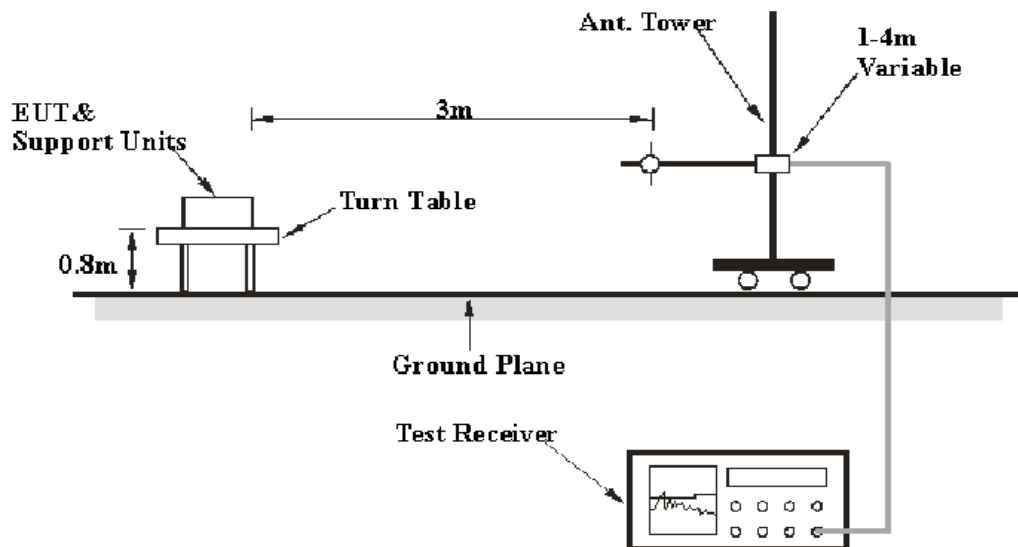 Ant. Tower
1-4m
Variable
3m
EUT&
Support Units
Turn Table
0.8m
Ground Plane
Test Receiver